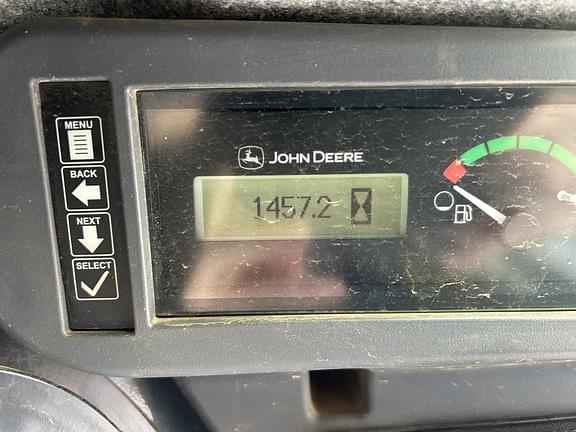 MENU
BACK
NEXT
SELECT
JOHN DEERE
1457.2